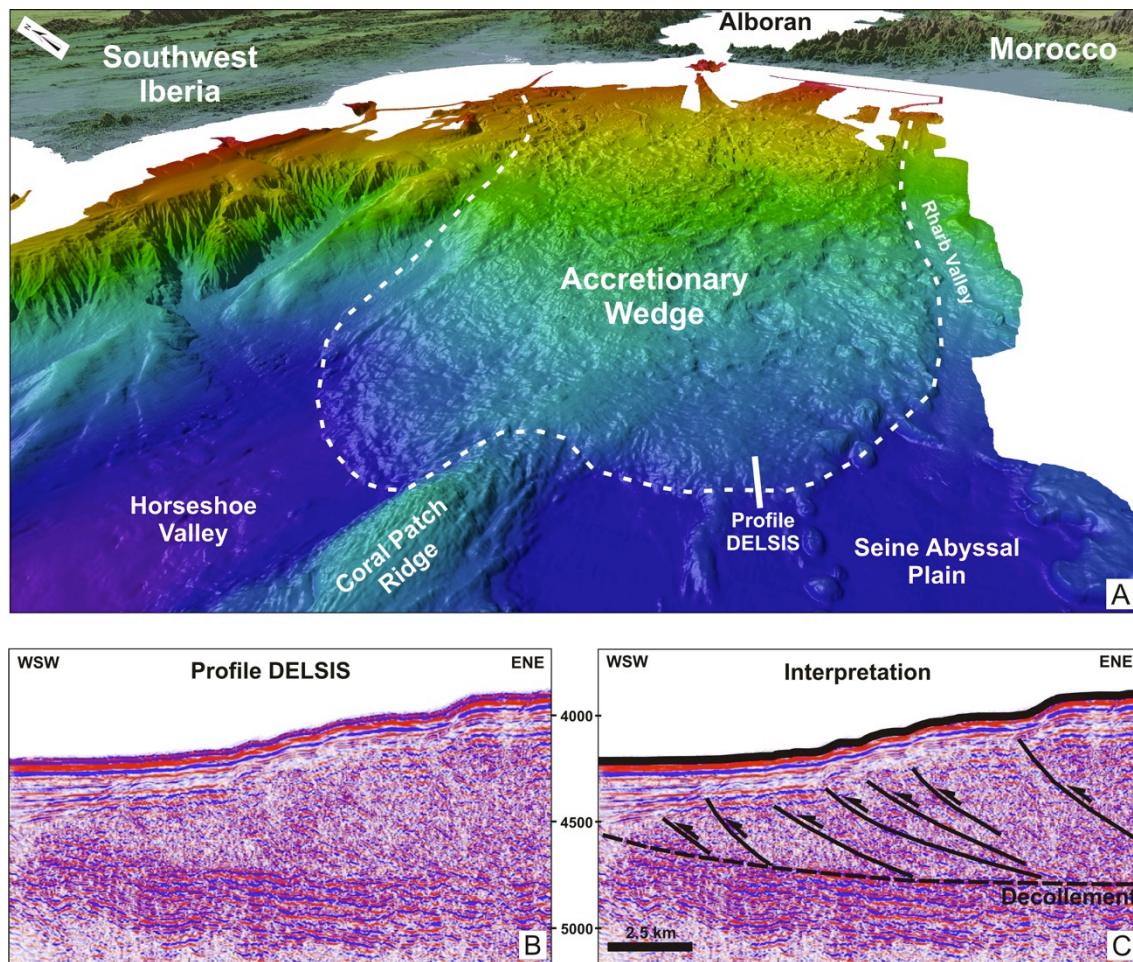 N
Alboran
Southwest
Iberia
Morocco
Rharb Valley
Accretionary
Wedge
Horseshoe
Valley
Coral Patch
Ridge
Profile
DELSIS
Seine Abyssal
Plain
A
WSW
Profile DELSIS
ENE
WSW
Interpretation
ENE
4000
4500
5000
Decollement
2.5 km
B
C